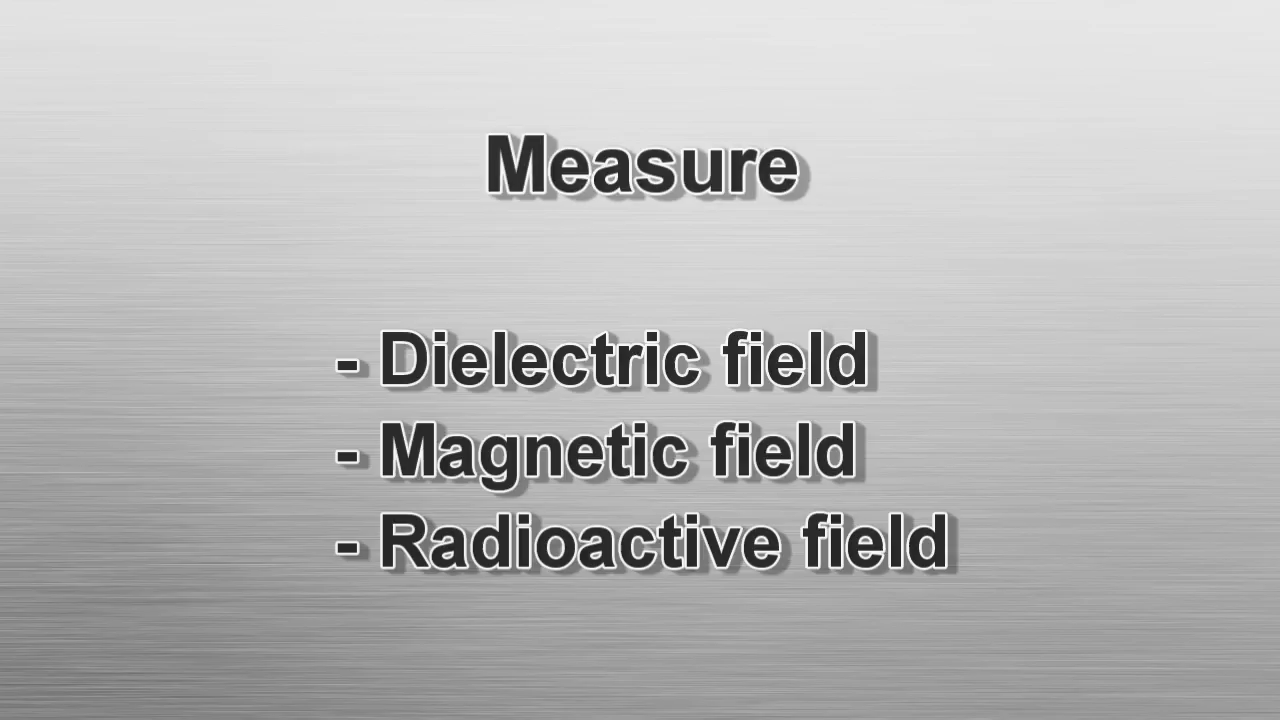 Measure
- Dielectric field
- Magnetic field
- Radioactive field